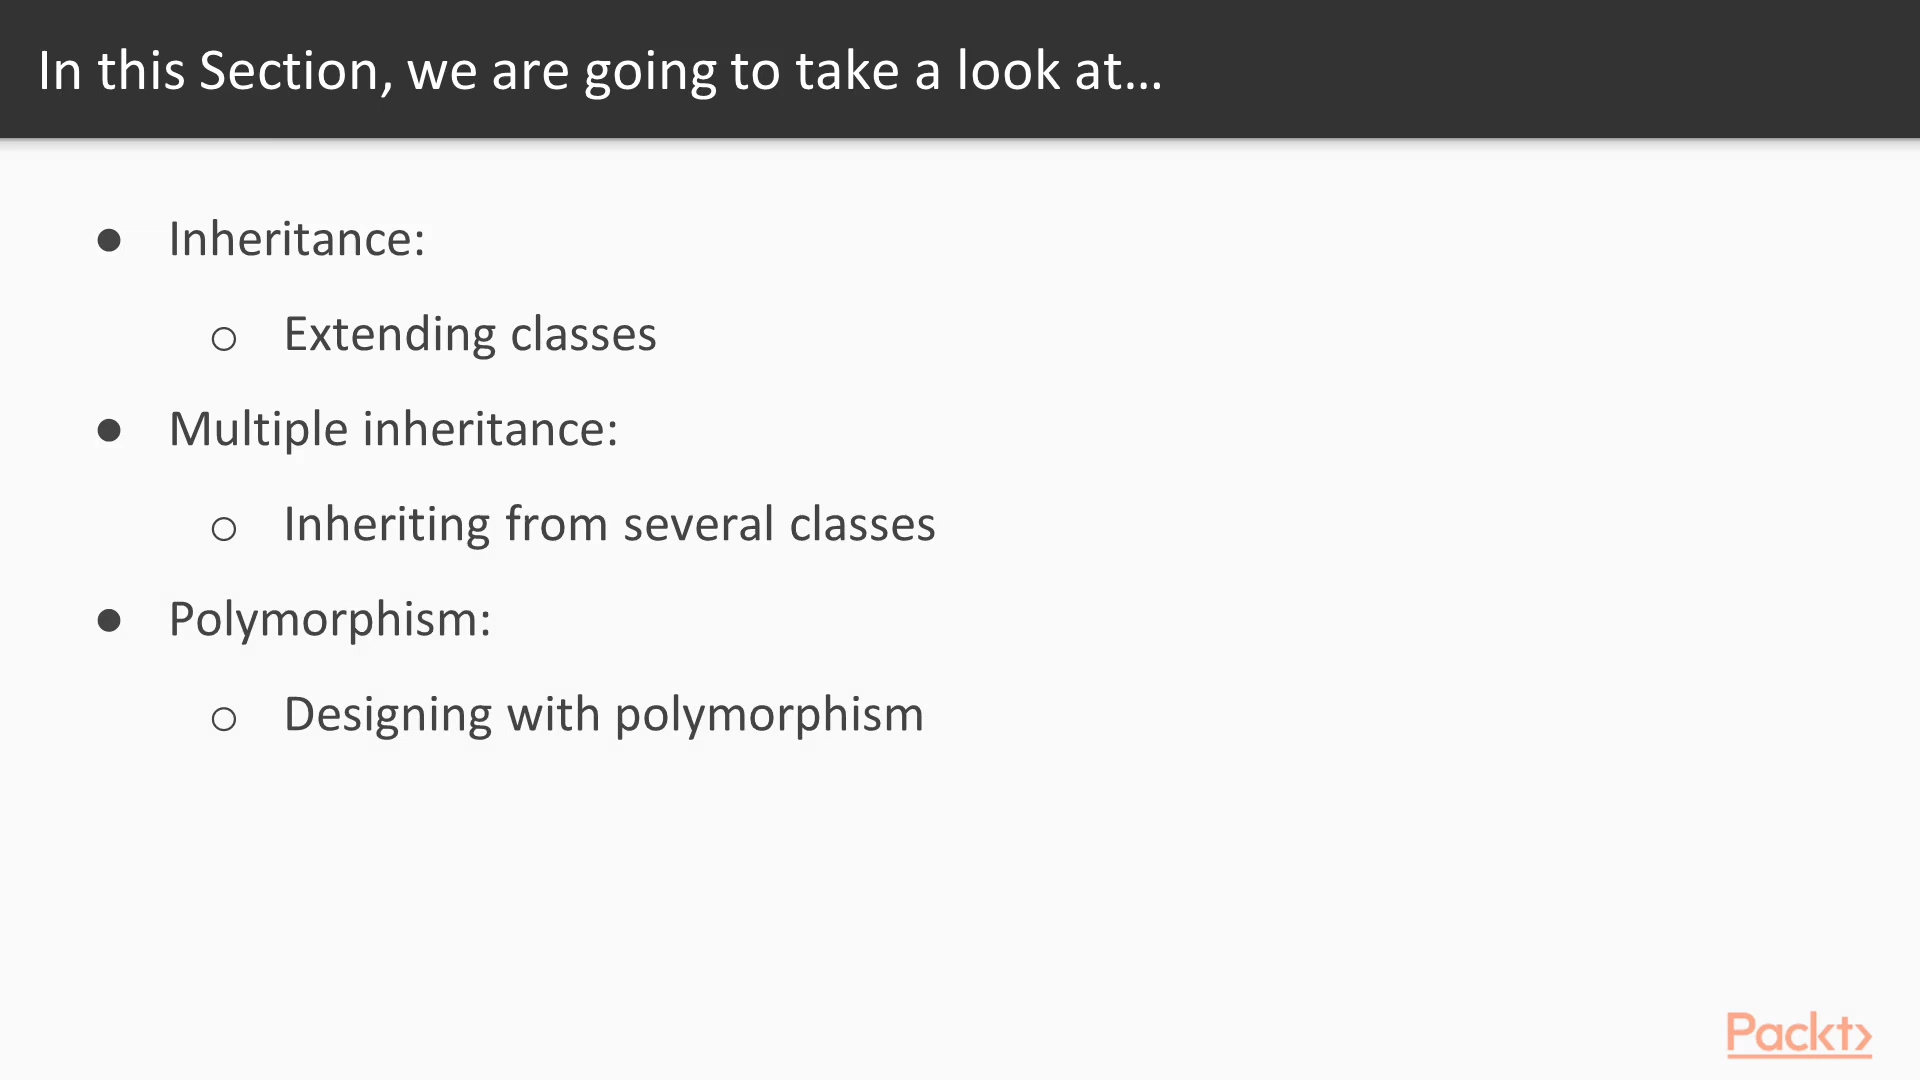 In this Section, we are going to take a look at...
● Inheritance:
○ Extending classes
● Multiple inheritance:
○ Inheriting from several classes
● Polymorphism:
○ Designing with polymorphism
Packt>